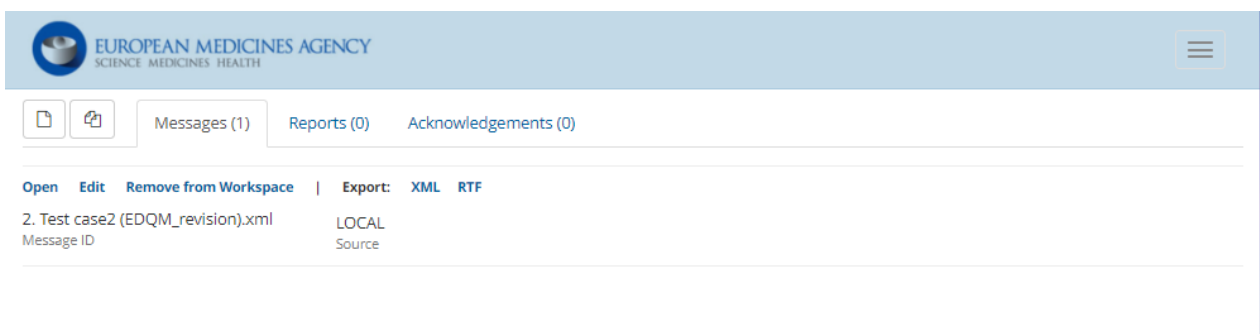 EUROPEAN MEDICINES AGENCY
SCIENCE MEDICINES HEALTH
Messages (1) Reports (0) Acknowledgements (0)
Open Edit Remove from Workspace | Export: XML RTF
2. Test case2 (EDQM_revision).xml LOCAL
Message ID Source